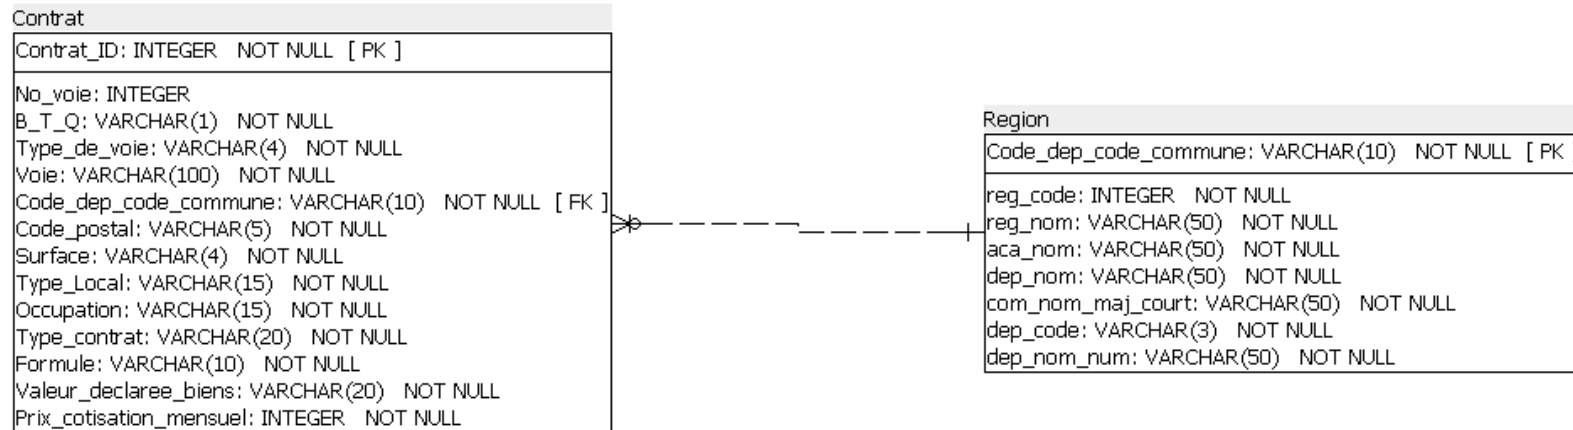 Contrat
Contrat_ID: INTEGER NOT NULL [ PK ]
No_voie: INTEGER
B_T_Q: VARCHAR(1) NOT NULL
Type_de_voie: VARCHAR(4) NOT NULL
Voie: VARCHAR(100) NOT NULL
Code_dep_code_commune: VARCHAR(10) NOT NULL [ FK ]
Code_postal: VARCHAR(5) NOT NULL
Surface: VARCHAR(4) NOT NULL
Type_Local: VARCHAR(15) NOT NULL
Occupation: VARCHAR(15) NOT NULL
Type_contrat: VARCHAR(20) NOT NULL
Formule: VARCHAR(10) NOT NULL
Valeur_declaree_biens: VARCHAR(20) NOT NULL
Prix_cotisation_mensuel: INTEGER NOT NULL
Region
Code_dep_code_commune: VARCHAR(10) NOT NULL [ PK ]
reg_code: INTEGER NOT NULL
reg_nom: VARCHAR(50) NOT NULL
aca_nom: VARCHAR(50) NOT NULL
dep_nom: VARCHAR(50) NOT NULL
com_nom_maj_court: VARCHAR(50) NOT NULL
dep_code: VARCHAR(3) NOT NULL
dep_nom_num: VARCHAR(50) NOT NULL